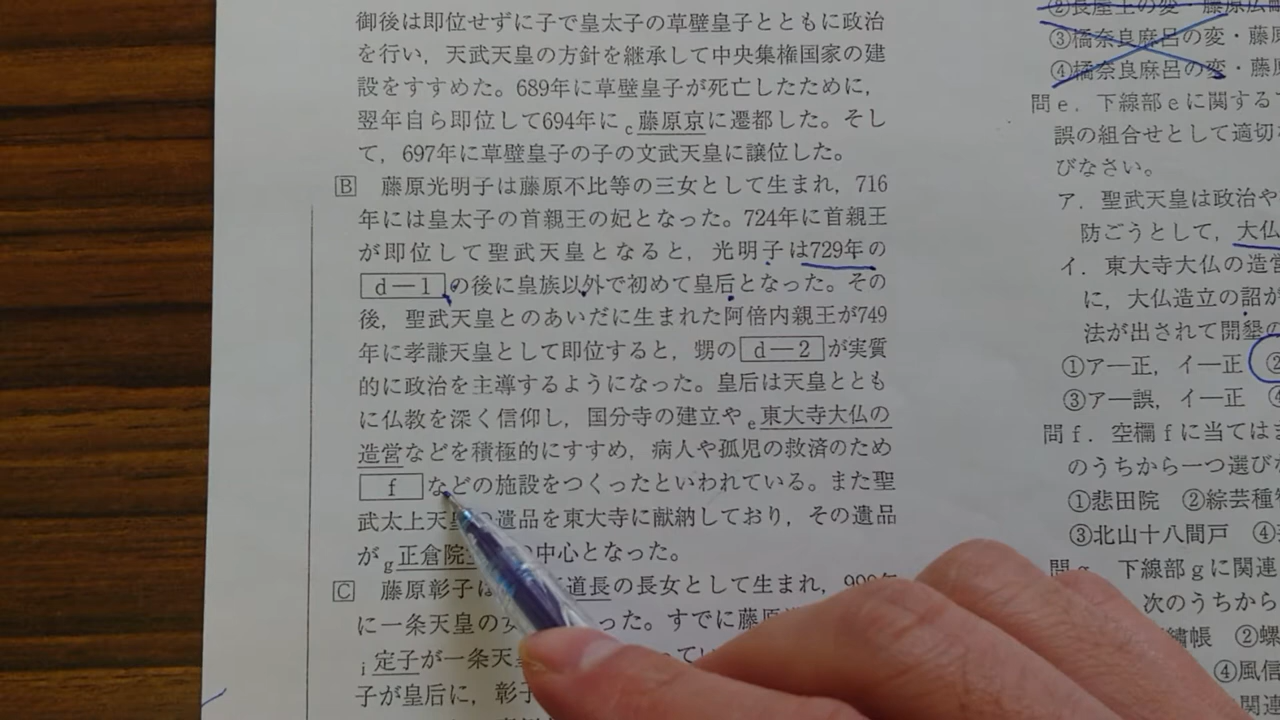 御後は即位せずに子で皇太子の草壁皇子とともに政治
を行い，天武天皇の方針を継承して中央集権国家の建
設をすすめた。689年に草壁皇子が死亡したために，
翌年自ら即位して694年に c藤原京に遷都した。そし
て，697年に草壁皇子の子の文武天皇に譲位した。
B 藤原光明子は藤原不比等の三女として生まれ，716
年には皇太子の首親王の妃となった。724年に首親王
が即位して聖武天皇となると，光明子は729年の
d－1 の後に皇族以外で初めて皇后となった。その
後，聖武天皇とのあいだに生まれた阿倍内親王が749
年に孝謙天皇として即位すると，甥の d－2 が実質
的に政治を主導するようになった。皇后は天皇ととも
に仏教を深く信仰し，国分寺の建立や e東大寺大仏の
造営などを積極的にすすめ，病人や孤児の救済のため
f などの施設をつくったといわれている。また聖
武太上天皇の遺品を東大寺に献納しており，その遺品
が g正倉院 の中心となった。
C 藤原彰子は 道長の長女として生まれ，999年
に一条天皇の った。すでに藤原
i定子が一条天
子が皇后に，彰子
②長屋王の変・藤原広
③橘奈良麻呂の変・藤原
④橘奈良麻呂の変・藤原
問e．下線部eに関する
誤の組合せとして適切
びなさい。
ア．聖武天皇は政治や
防ごうとして，大仏
イ．東大寺大仏の造営
に，大仏造立の詔が
法が出されて開墾の
①ア－正，イ－正 ②
③ア－誤，イ－正
問f．空欄fに当てはま
のうちから一つ選び
①悲田院 ②綜芸種
③北山十八間戸 ④
問g．下線部gに関連
次のうちから
繡帳 ②螺
④風信
関連